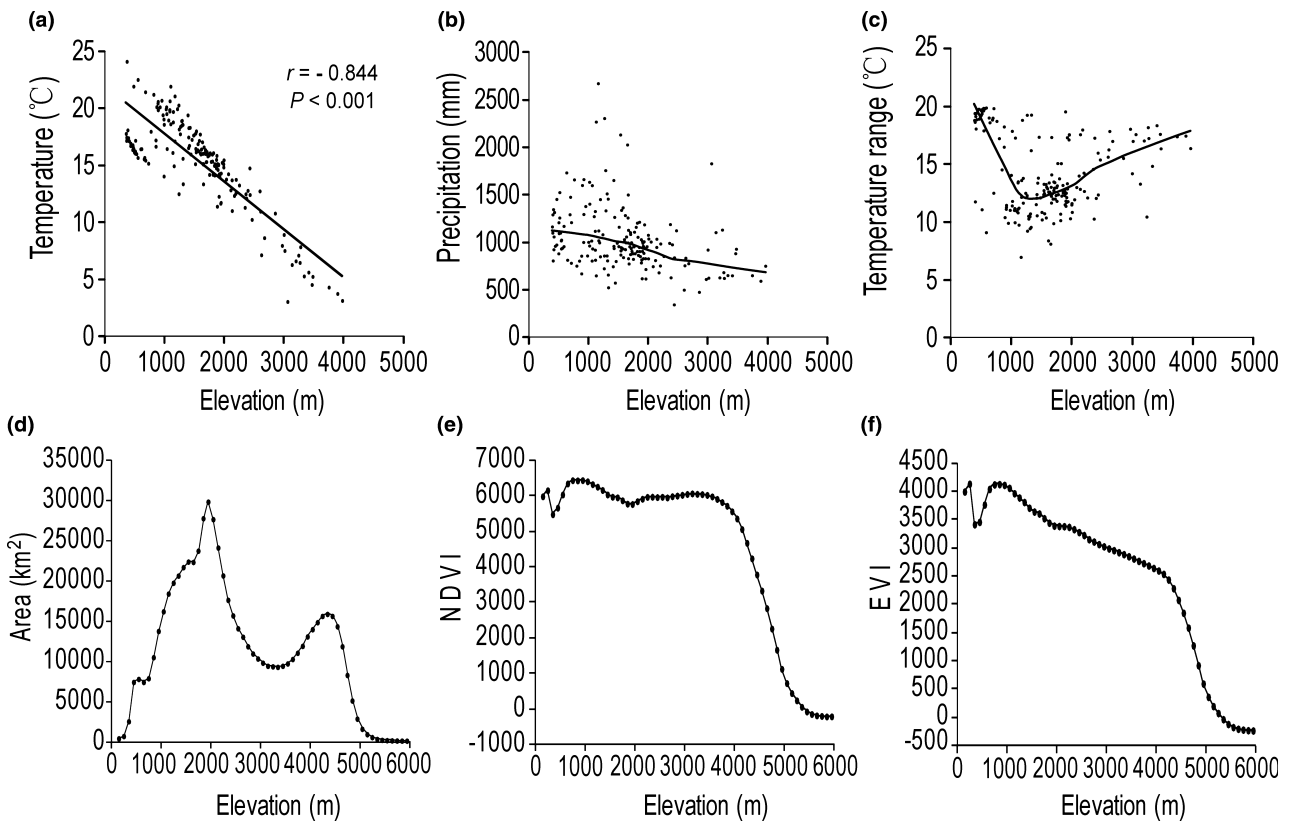 (a)
25
20
15
10
5
0
Temperature (℃)
r = - 0.844
P < 0.001
0 1000 2000 3000 4000 5000
Elevation (m)
(b)
3000
2500
2000
1500
1000
500
0
Precipitation (mm)
0 1000 2000 3000 4000 5000
Elevation (m)
(c)
25
20
15
10
5
0
Temperature range (℃)
0 1000 2000 3000 4000 5000
Elevation (m)
(d)
35000
30000
25000
20000
15000
10000
5000
0
Area (km²)
0 1000 2000 3000 4000 5000 6000
Elevation (m)
(e)
7000
6000
5000
4000
3000
2000
1000
0
-1000
N D V I
0 1000 2000 3000 4000 5000 6000
Elevation (m)
(f)
4500
4000
3500
3000
2500
2000
1500
1000
500
0
-500
E V I
0 1000 2000 3000 4000 5000 6000
Elevation (m)